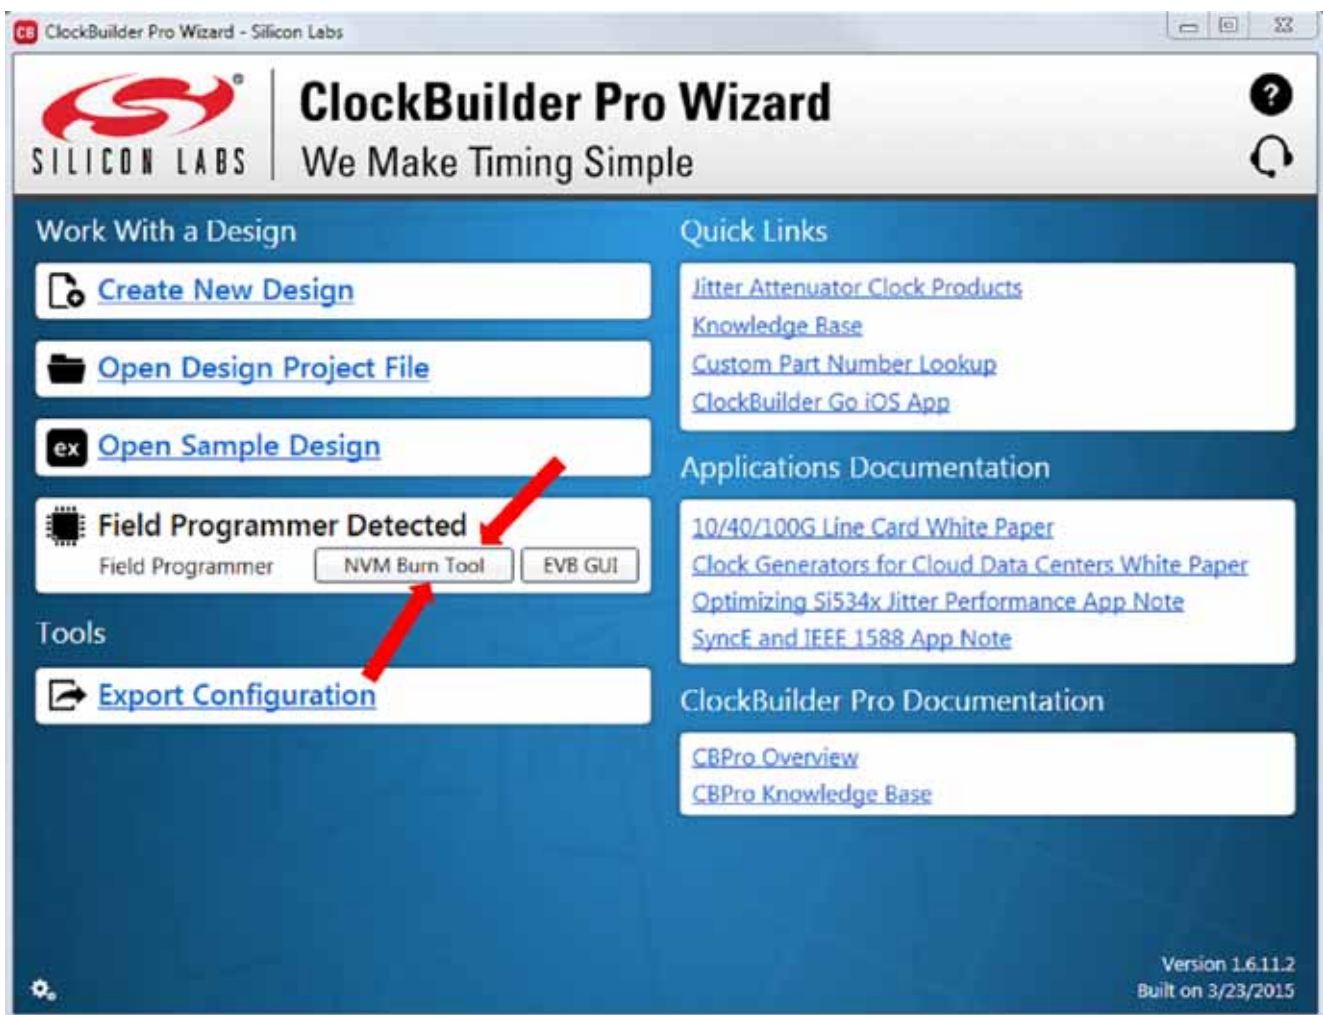 CB ClockBuilder Pro Wizard - Silicon Labs
SILICON LABS
ClockBuilder Pro Wizard
We Make Timing Simple
?
Work With a Design
Create New Design
Open Design Project File
ex Open Sample Design
Field Programmer Detected
Field Programmer NVM Burn Tool EVB GUI
Tools
Export Configuration
Quick Links
Jitter Attenuator Clock Products
Knowledge Base
Custom Part Number Lookup
ClockBuilder Go iOS App
Applications Documentation
10/40/100G Line Card White Paper
Clock Generators for Cloud Data Centers White Paper
Optimizing Si534x Jitter Performance App Note
SyncE and IEEE 1588 App Note
ClockBuilder Pro Documentation
CBPro Overview
CBPro Knowledge Base
Version 1.6.11.2
Built on 3/23/2015